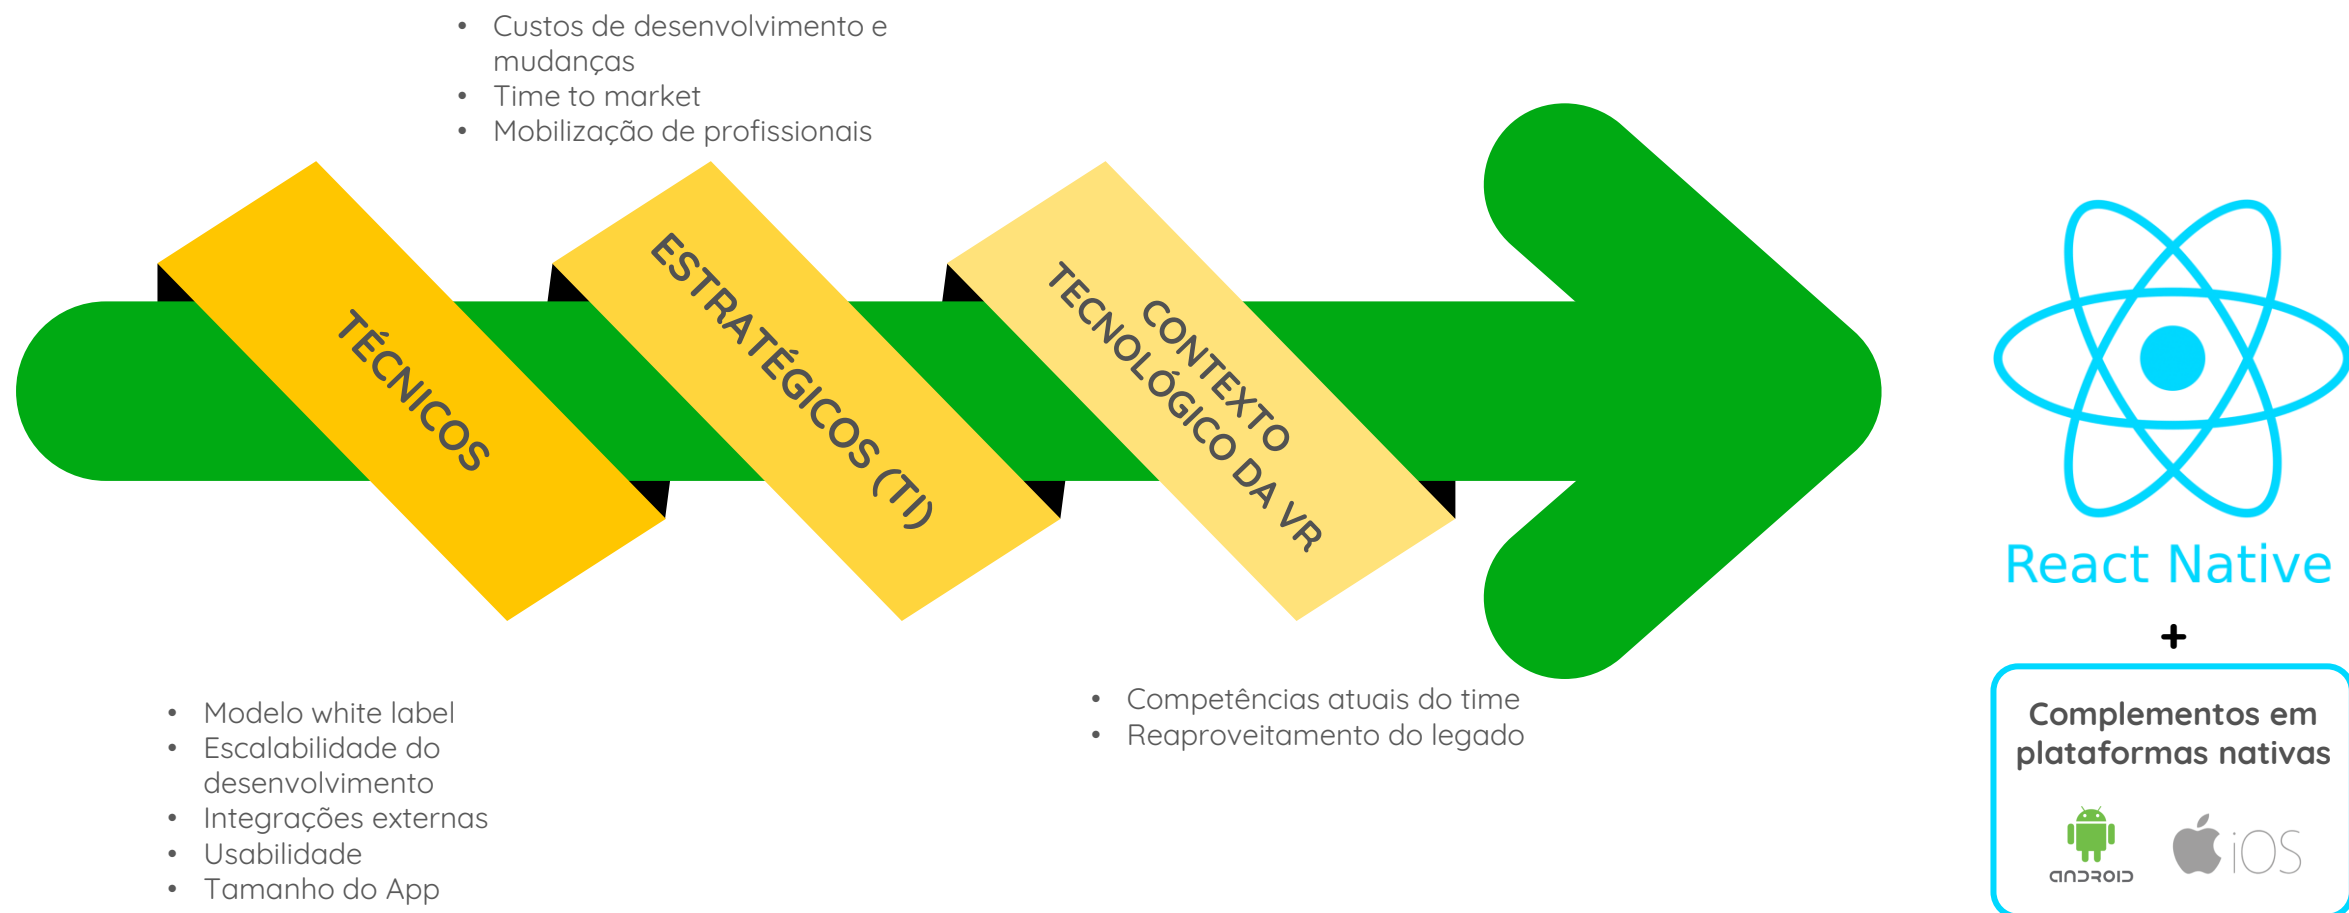 • Custos de desenvolvimento e
mudanças
• Time to market
• Mobilização de profissionais
TÉCNICOS
ESTRATÉGICOS (TI)
CONTEXTO
TECNOLÓGICO DA VR
• Modelo white label
• Escalabilidade do
desenvolvimento
• Integrações externas
• Usabilidade
• Tamanho do App
• Competências atuais do time
• Reaproveitamento do legado
React Native
+
Complementos em
plataformas nativas
ANDROID
iOS